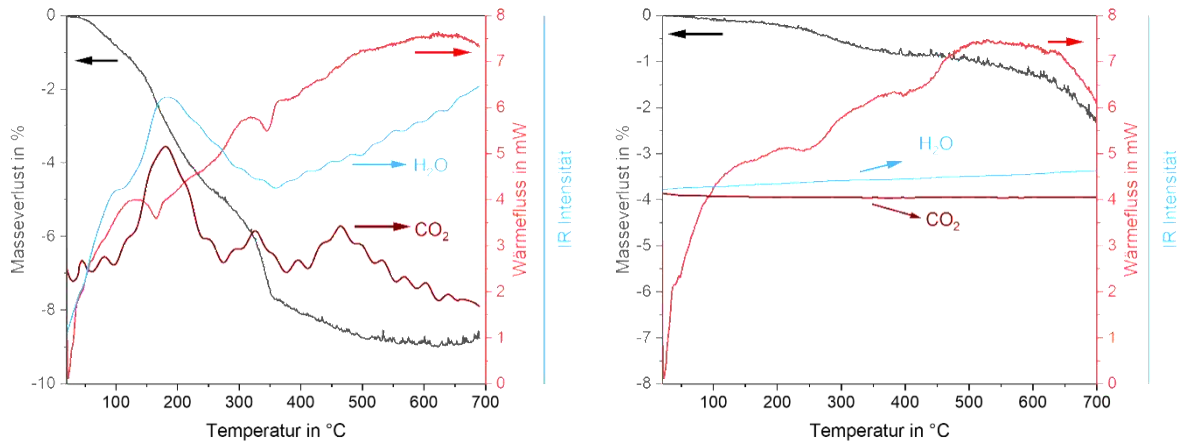 0
-2
-4
-6
-8
-10
Masseverlust in %
100 200 300 400 500 600 700
Temperatur in °C
8
7
6
5
4
3
2
1
0
Wärmefluss in mW
IR Intensität
H2O
CO2
0
-1
-2
-3
-4
-5
-6
-7
-8
Masseverlust in %
100 200 300 400 500 600 700
Temperatur in °C
8
7
6
5
4
3
2
1
0
Wärmefluss in mW
IR Intensität
H2O
CO2